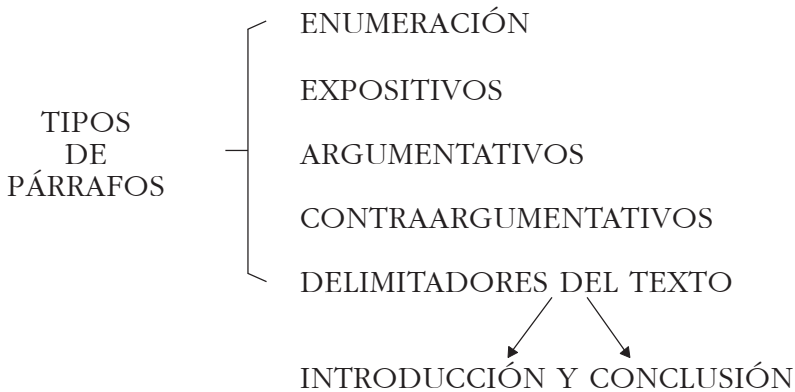 ENUMERACIÓN
EXPOSITIVOS
TIPOS
DE
PÁRRAFOS
ARGUMENTATIVOS
CONTRAARGUMENTATIVOS
DELIMITADORES DEL TEXTO
INTRODUCCIÓN Y CONCLUSIÓN